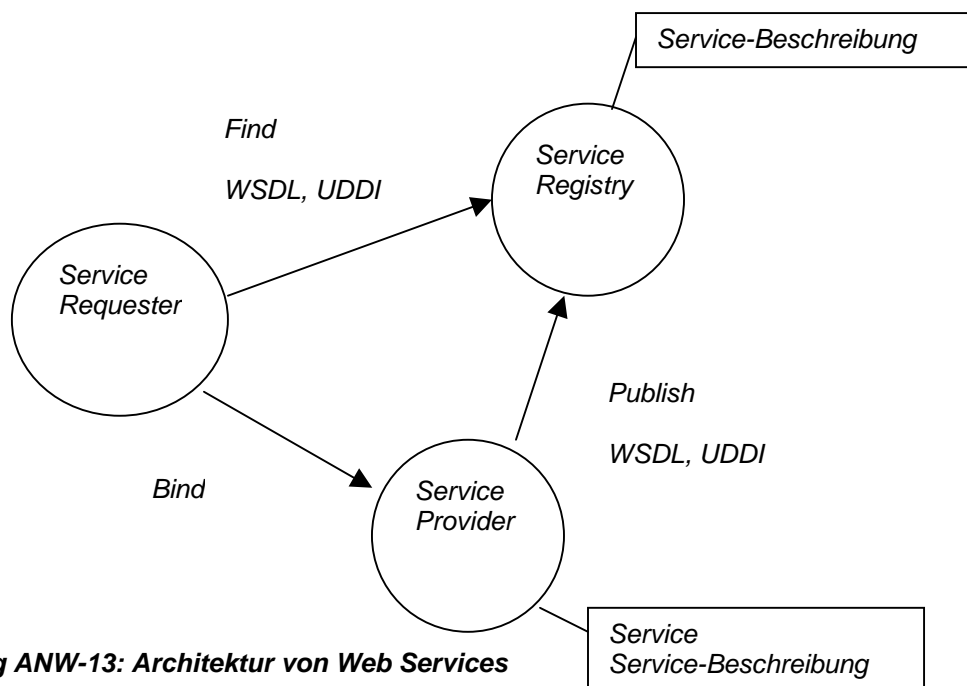 Service-Beschreibung
Find
WSDL, UDDI
Service
Registry
Service
Requester
Publish
WSDL, UDDI
Bind
Service
Provider
Service
Service-Beschreibung
g ANW-13: Architektur von Web Services